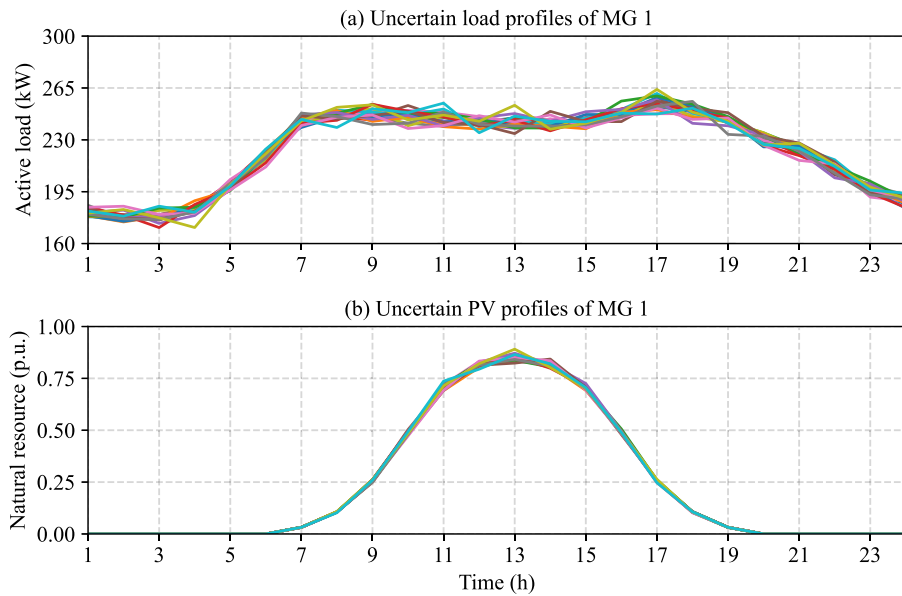 (a) Uncertain load profiles of MG 1
Active load (kW)
300
265
230
195
160
1 3 5 7 9 11 13 15 17 19 21 23
(b) Uncertain PV profiles of MG 1
Natural resource (p.u.)
1.00
0.75
0.50
0.25
0.00
1 3 5 7 9 11 13 15 17 19 21 23
Time (h)